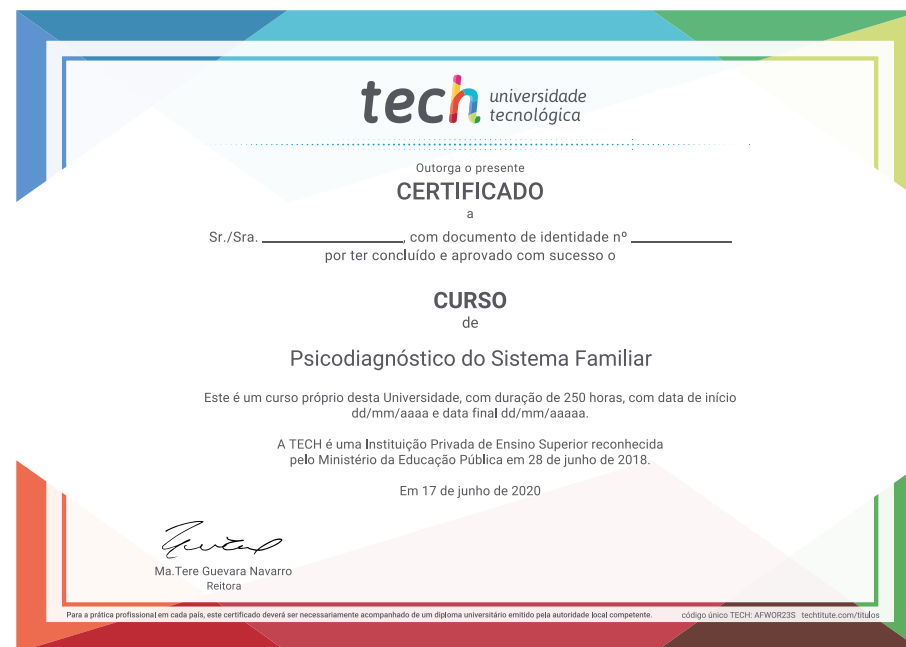 tech universidade
tecnológica
Outorga o presente
CERTIFICADO
a
Sr./Sra. ____________________, com documento de identidade nº ______________
por ter concluído e aprovado com sucesso o
CURSO
de
Psicodiagnóstico do Sistema Familiar
Este é um curso próprio desta Universidade, com duração de 250 horas, com data de início
dd/mm/aaaa e data final dd/mm/aaaaa.
A TECH é uma Instituição Privada de Ensino Superior reconhecida
pelo Ministério da Educação Pública em 28 de junho de 2018.
Em 17 de junho de 2020
Ma.Tere Guevara Navarro
Reitora
Para a prática profissional em cada país, este certificado deverá ser necessariamente acompanhado de um diploma universitário emitido pela autoridade local competente. código único TECH: AFWOR23S techtitute.com/titulos